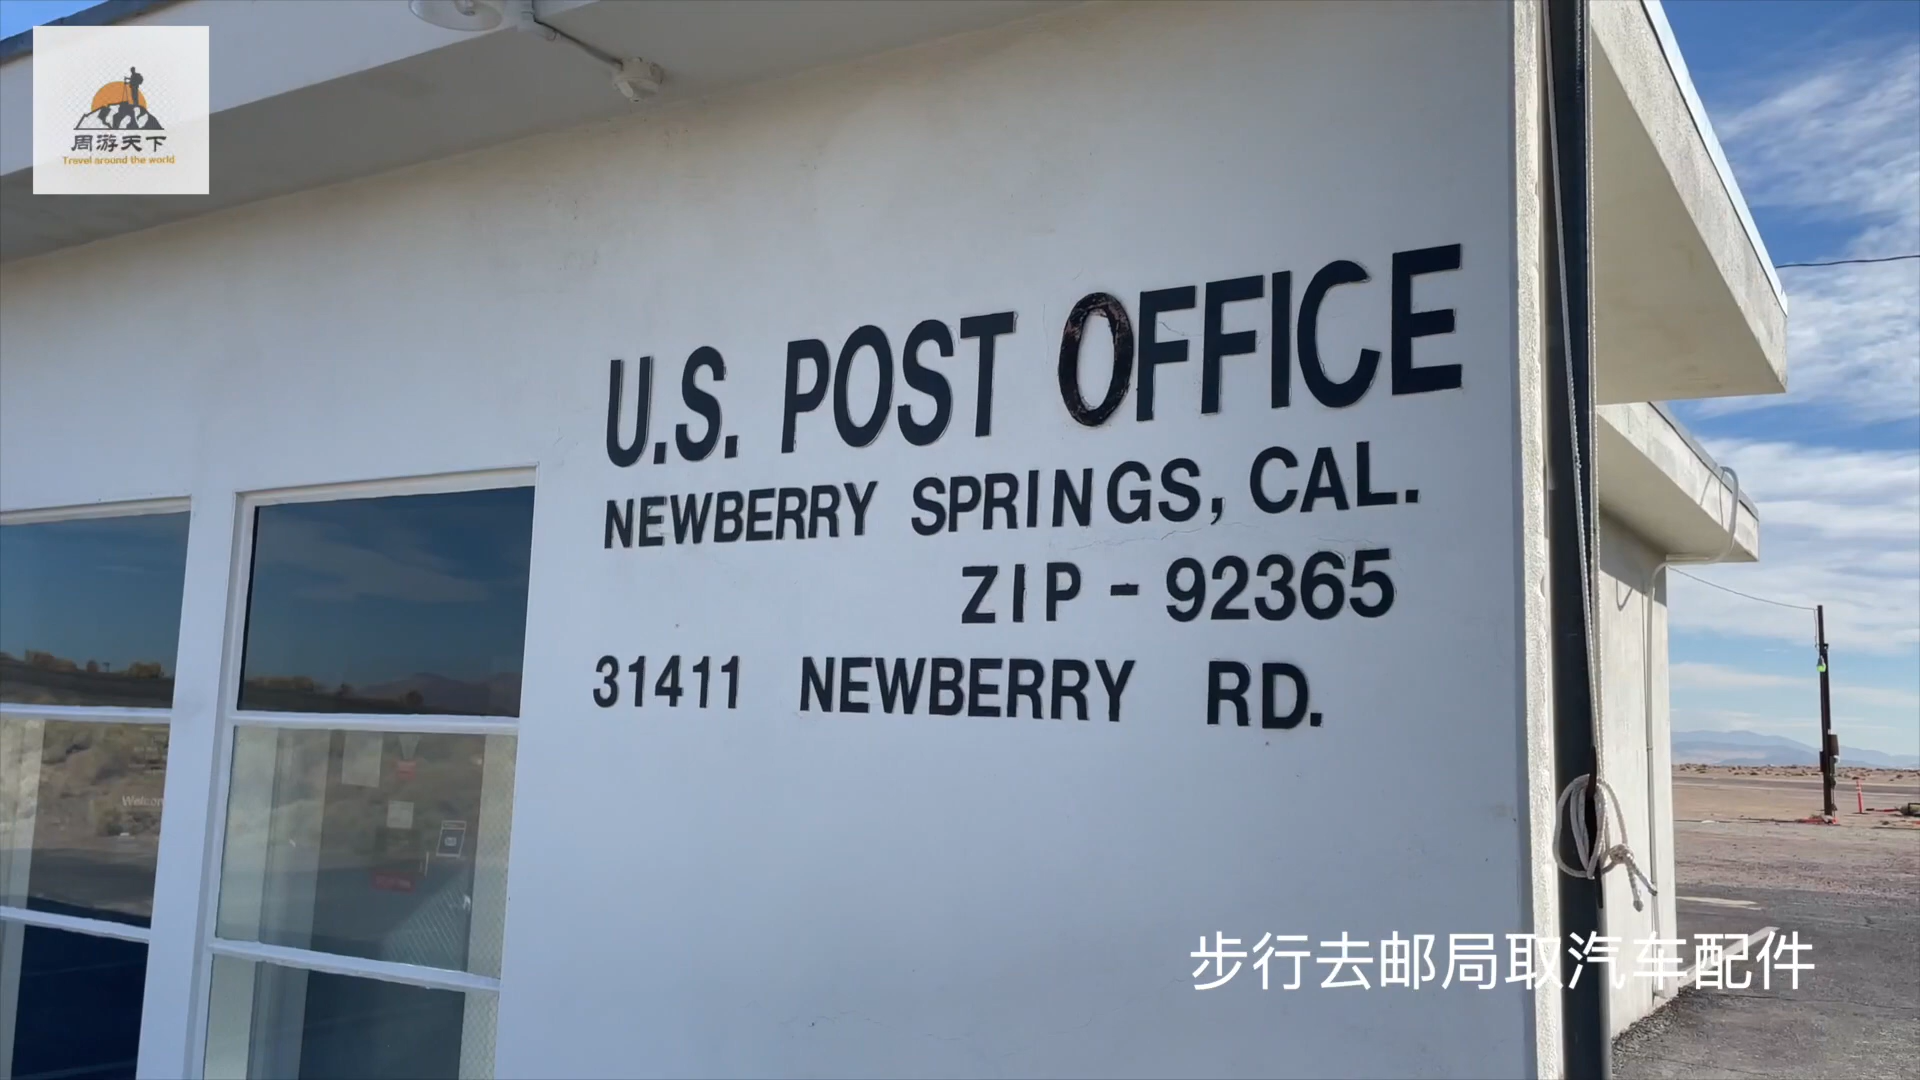 周游天下
Travel around the world
U.S. POST OFFICE
NEWBERRY SPRINGS, CAL.
ZIP - 92365
31411 NEWBERRY RD.
步行去邮局取汽车配件